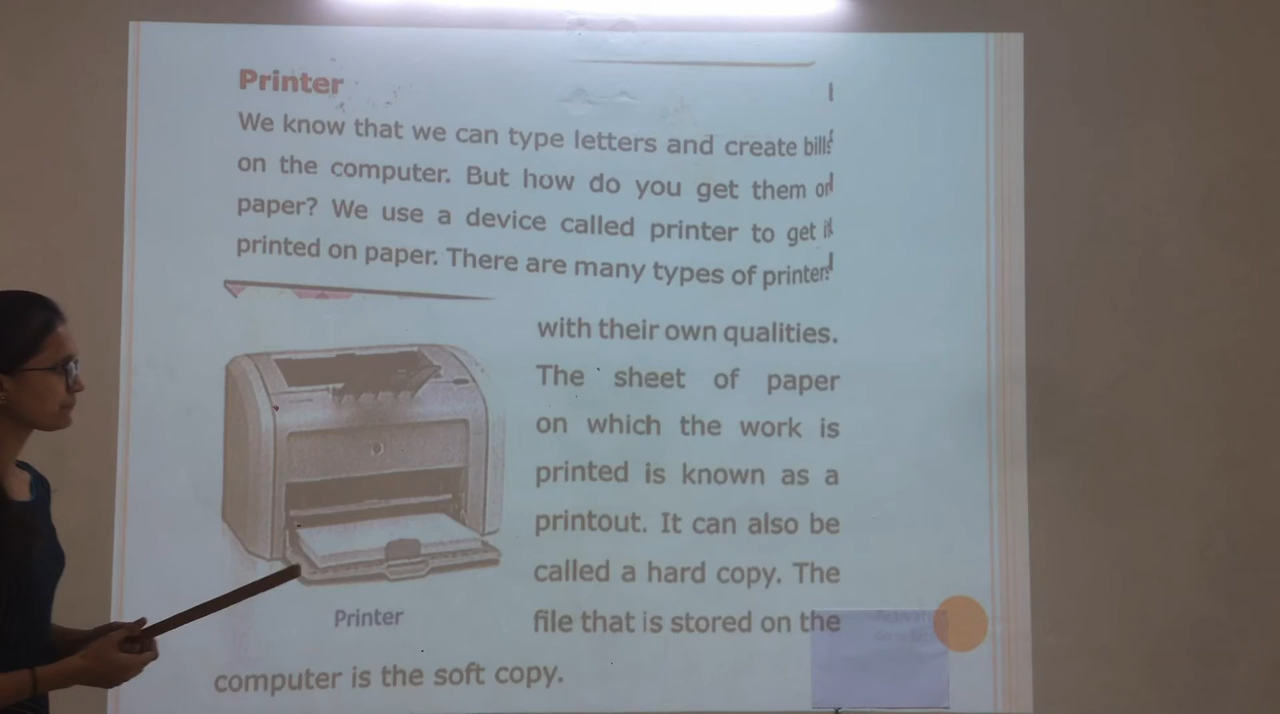 Printer
We know that we can type letters and create bills
on the computer. But how do you get them on
paper? We use a device called printer to get it
printed on paper. There are many types of printers
with their own qualities.
The sheet of paper
on which the work is
printed is known as a
printout. It can also be
called a hard copy. The
Printer
file that is stored on the
computer is the soft copy.